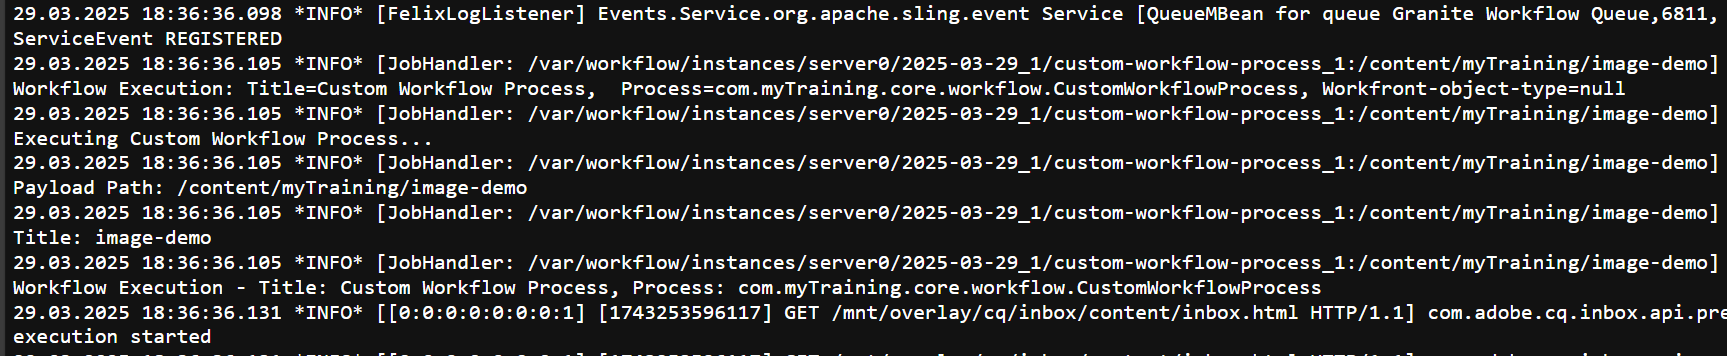 29.03.2025 18:36:36.098 *INFO* [FelixLogListener] Events.Service.org.apache.sling.event Service [QueueMBean for queue Granite Workflow Queue,6811,
ServiceEvent REGISTERED
29.03.2025 18:36:36.105 *INFO* [JobHandler: /var/workflow/instances/server0/2025-03-29_1/custom-workflow-process_1:/content/myTraining/image-demo]
Workflow Execution: Title=Custom Workflow Process,  Process=com.myTraining.core.workflow.CustomWorkflowProcess, Workfront-object-type=null
29.03.2025 18:36:36.105 *INFO* [JobHandler: /var/workflow/instances/server0/2025-03-29_1/custom-workflow-process_1:/content/myTraining/image-demo]
Executing Custom Workflow Process...
29.03.2025 18:36:36.105 *INFO* [JobHandler: /var/workflow/instances/server0/2025-03-29_1/custom-workflow-process_1:/content/myTraining/image-demo]
Payload Path: /content/myTraining/image-demo
29.03.2025 18:36:36.105 *INFO* [JobHandler: /var/workflow/instances/server0/2025-03-29_1/custom-workflow-process_1:/content/myTraining/image-demo]
Title: image-demo
29.03.2025 18:36:36.105 *INFO* [JobHandler: /var/workflow/instances/server0/2025-03-29_1/custom-workflow-process_1:/content/myTraining/image-demo]
Workflow Execution - Title: Custom Workflow Process, Process: com.myTraining.core.workflow.CustomWorkflowProcess
29.03.2025 18:36:36.131 *INFO* [[0:0:0:0:0:0:0:1] [1743253596117] GET /mnt/overlay/cq/inbox/content/inbox.html HTTP/1.1] com.adobe.cq.inbox.api.pre
execution started